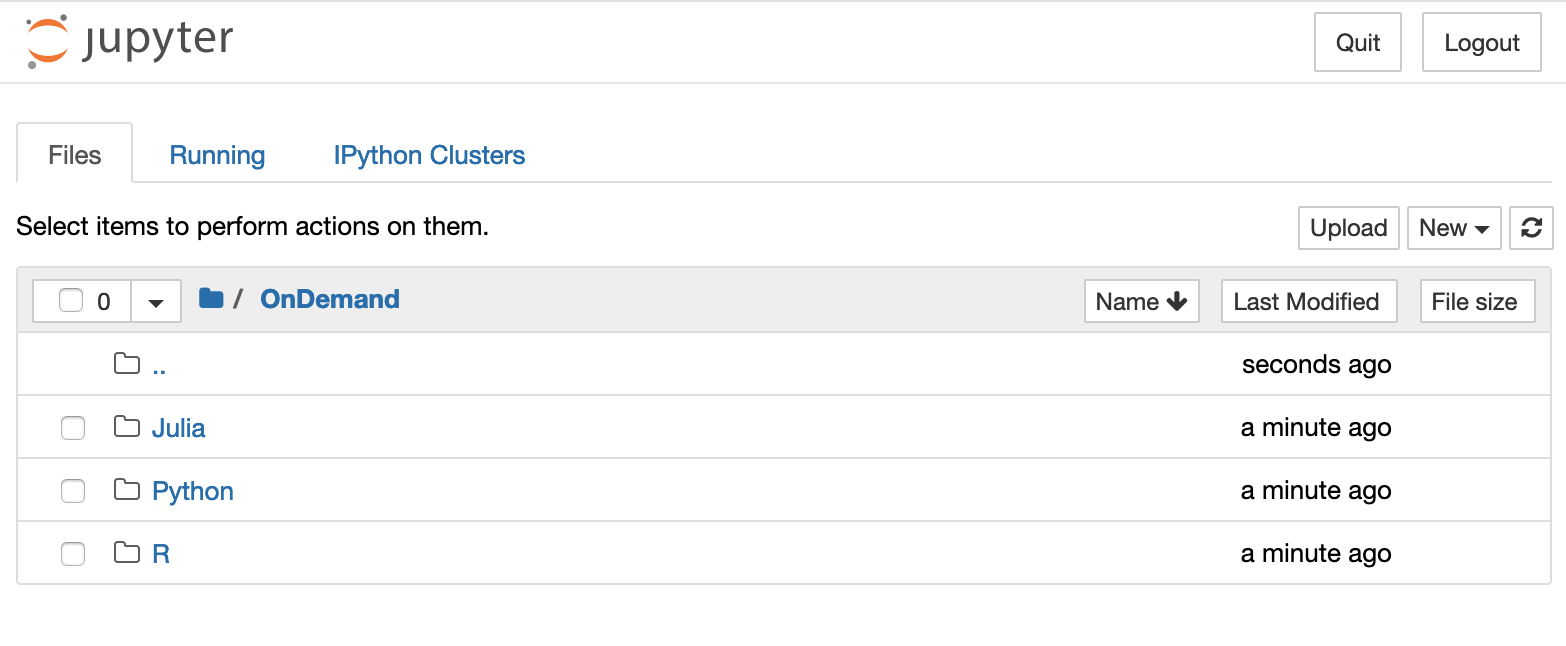 jupyter Quit Logout
Files Running IPython Clusters
Select items to perform actions on them. Upload New
0 / OnDemand Name Last Modified File size
.. seconds ago
Julia a minute ago
Python a minute ago
R a minute ago